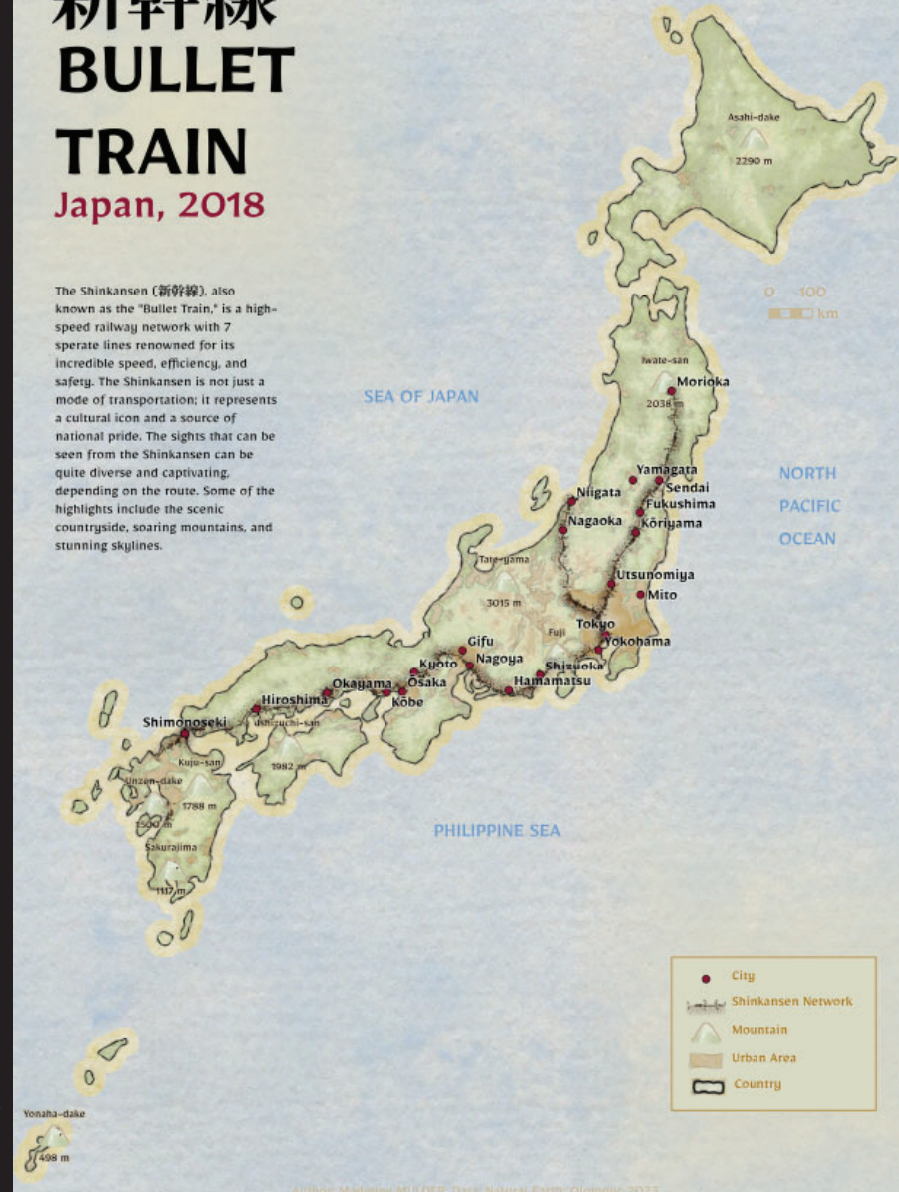 新幹線
BULLET
TRAIN
Japan, 2018
The Shinkansen (新幹線), also
known as the "Bullet Train," is a high-
speed railway network with 7
sperate lines renowned for its
incredible speed, efficiency, and
safety. The Shinkansen is not just a
mode of transportation; it represents
a cultural icon and a source of
national pride. The sights that can be
seen from the Shinkansen can be
quite diverse and captivating,
depending on the route. Some of the
highlights include the scenic
countryside, soaring mountains, and
stunning skylines.
Asahi-dake
2290 m
0 100
km
Iwate-san
Morioka
2038 m
SEA OF JAPAN
NORTH
PACIFIC
OCEAN
Yamagata
Sendai
Niigata
Fukushima
Nagaoka
Kōriyama
Tate-yama
3015 m
Utsunomiya
Mito
Tokyo
Fuji
Yokohama
Gifu
Nagoya
Kyoto
Shizuoka
Okayama
Ōsaka
Hamamatsu
Hiroshima
Kōbe
Shimonoseki
Kuju-san
1982 m
Unzen-dake
1788 m
1500 m
Sakurajima
1117 m
PHILIPPINE SEA
City
Shinkansen Network
Mountain
Urban Area
Country
Yonaha-dake
498 m